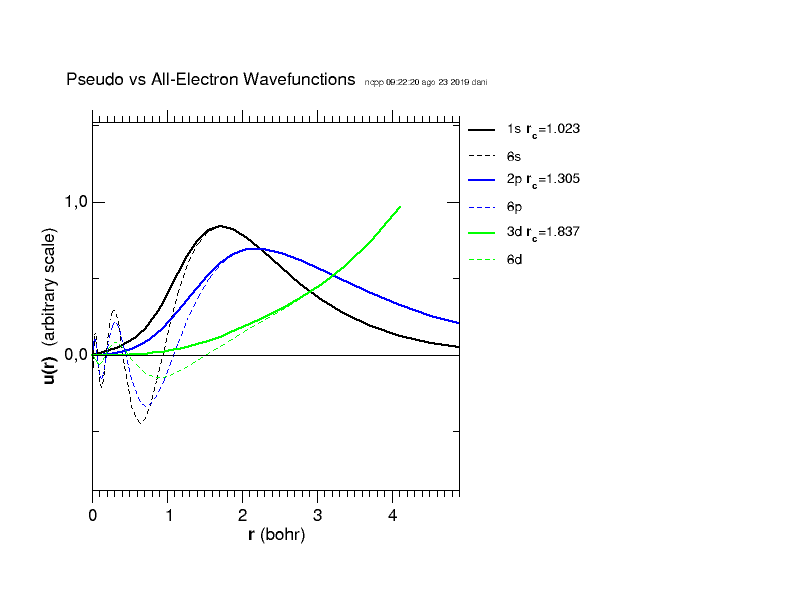 Pseudo vs All-Electron Wavefunctions ncpp 09:22:20 ago 23 2019 dani
1s rc=1.023
6s
2p rc=1.305
6p
3d rc=1.837
6d
1,0
0,0
u(r) (arbitrary scale)
0 1 2 3 4
r (bohr)